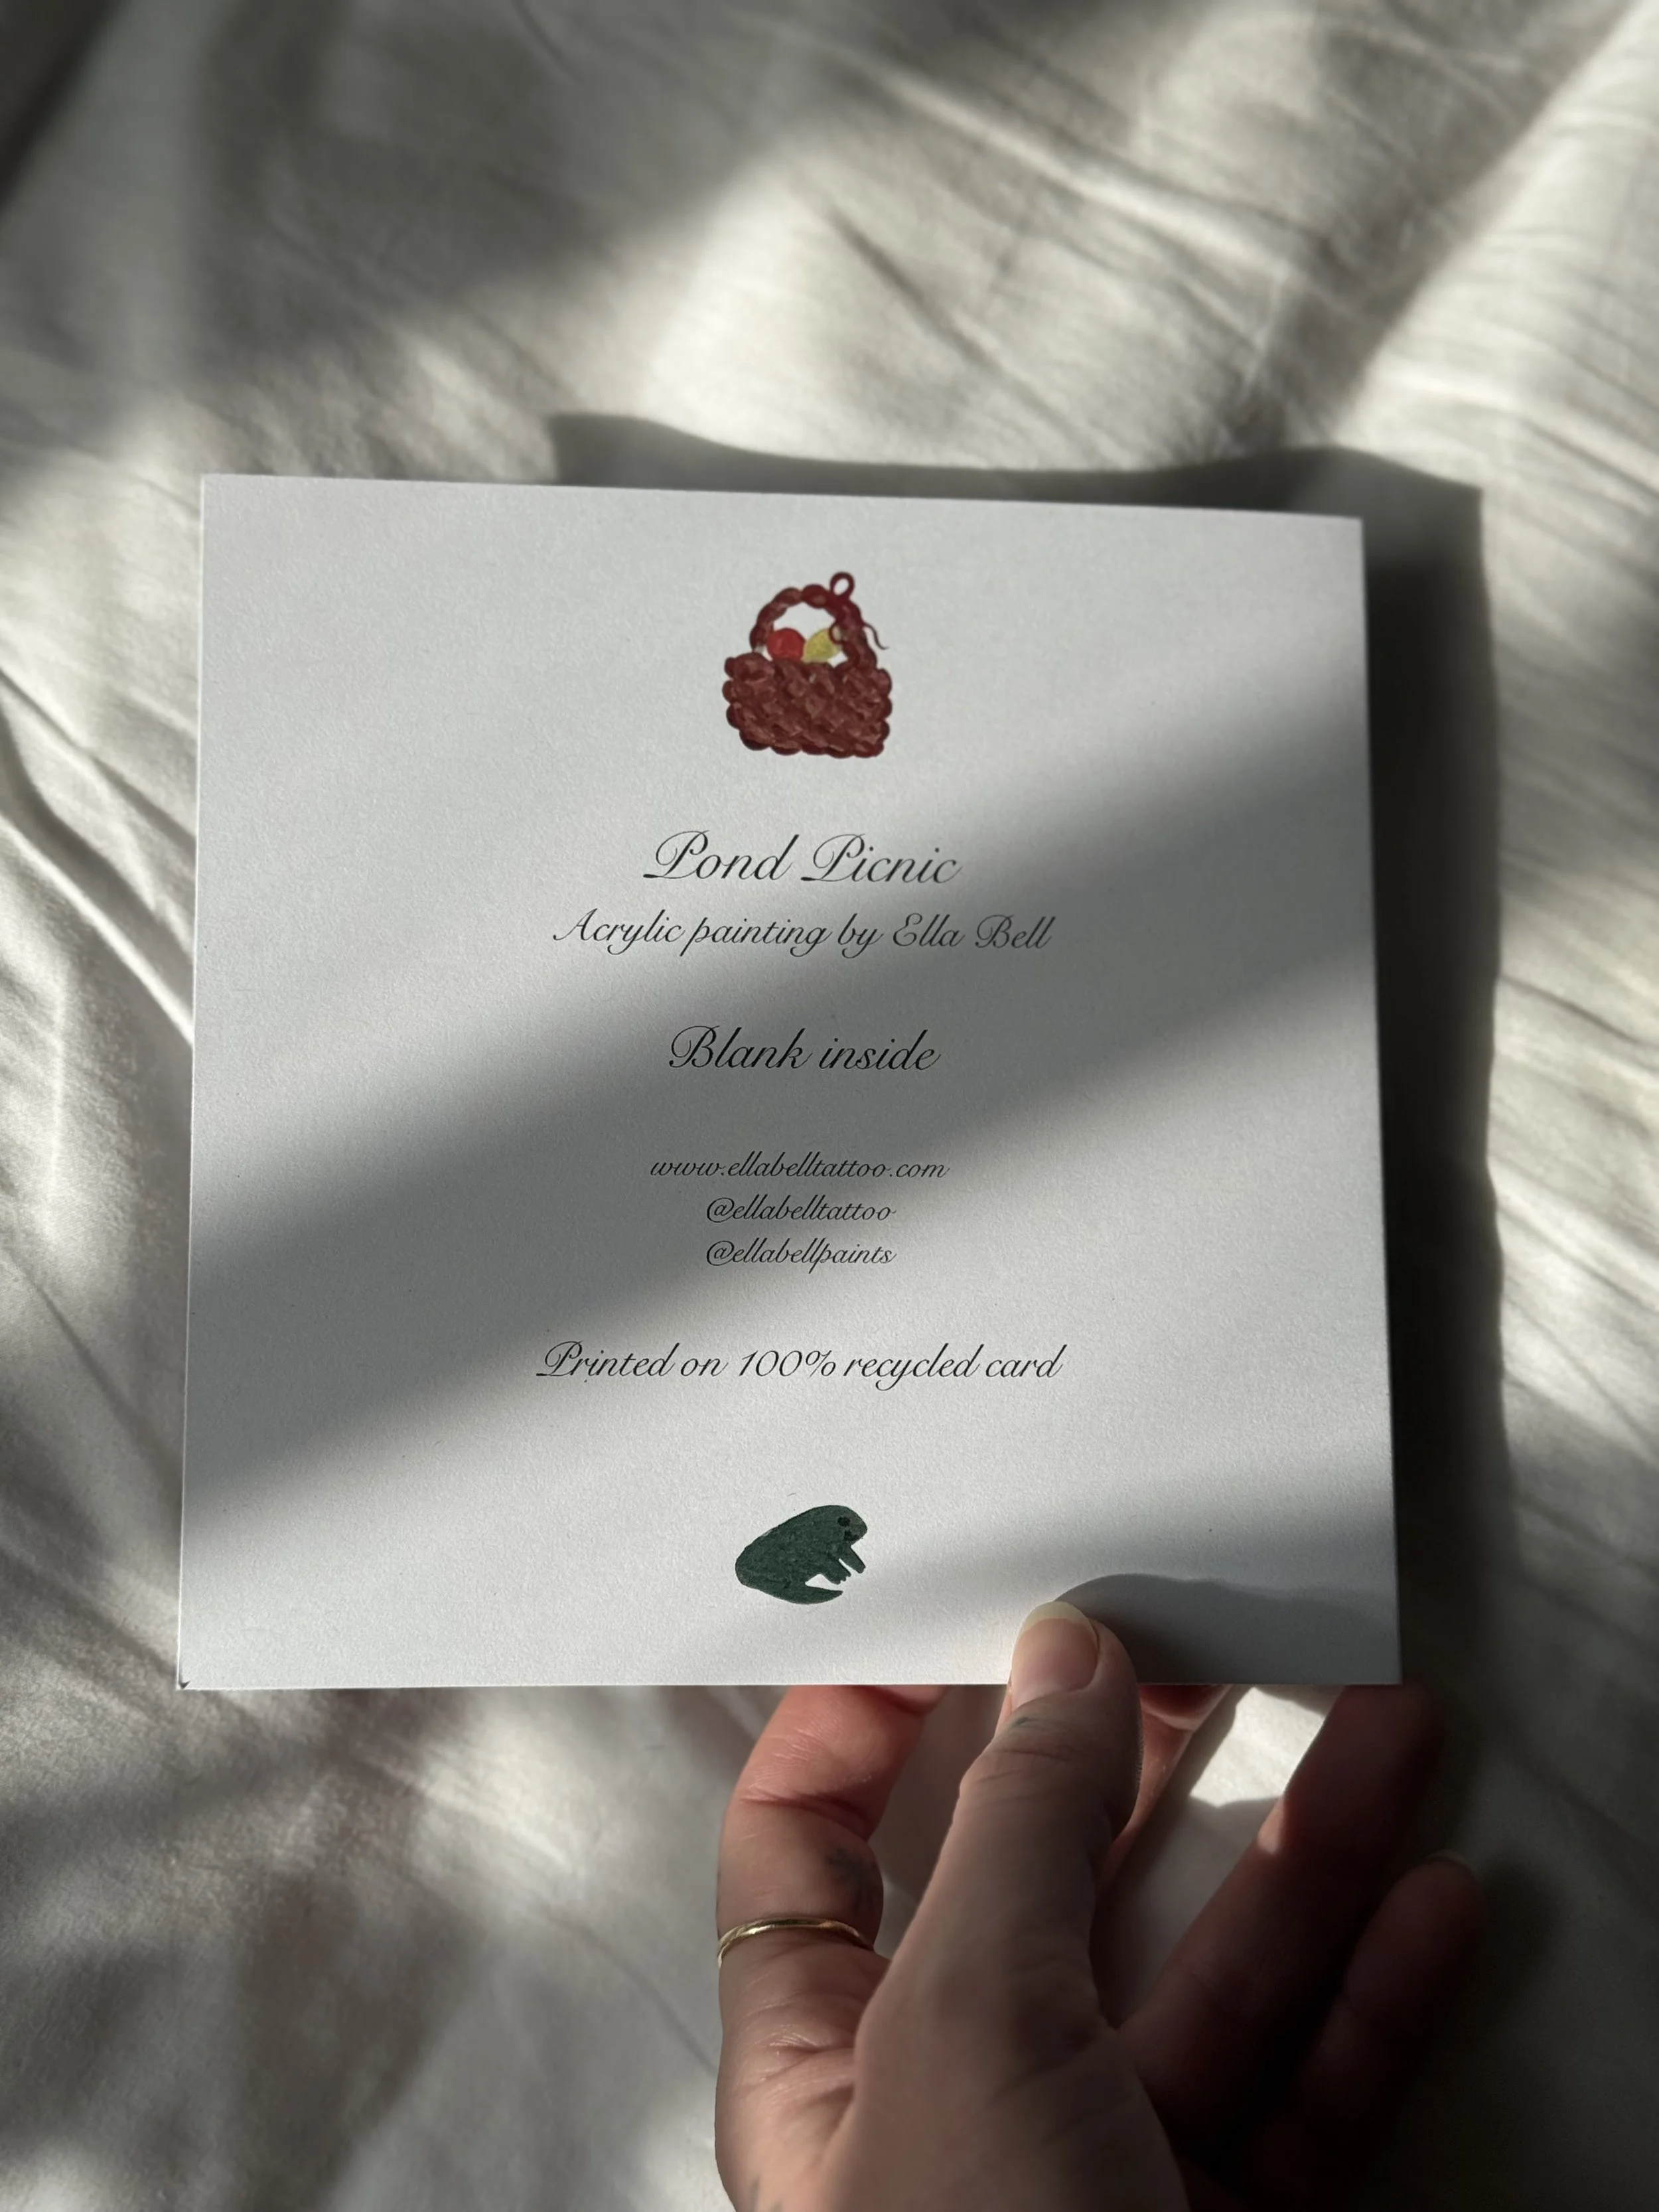 Pond Picnic
Acrylic painting by Ella Bell
Blank inside
www.ellabelltattoo.com
@ellabelltattoo
@ellabellpaints
Printed on 100% recycled card